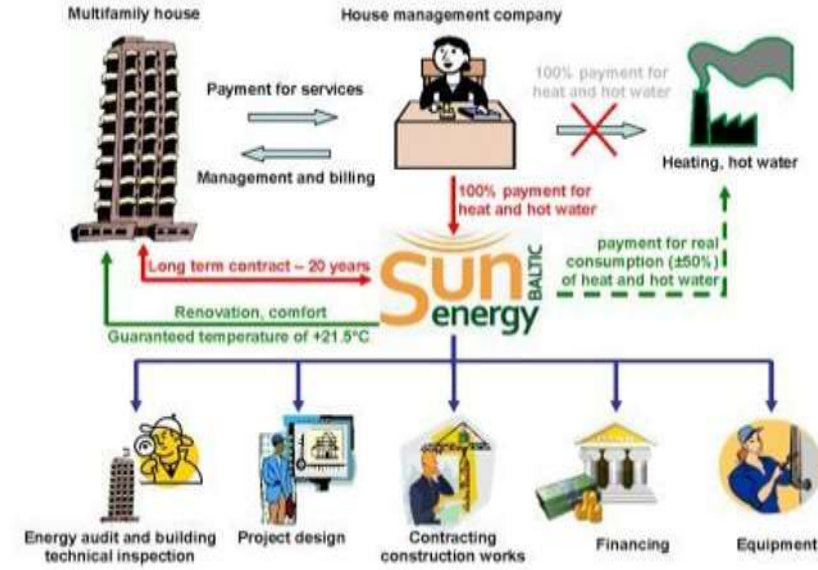 Multifamily house
House management company
Payment for services
100% payment for
heat and hot water
Management and billing
Heating, hot water
100% payment for
heat and hot water
payment for real
consumption (±50%)
of heat and hot water
Long term contract – 20 years
Sun
energy
BALTIC
Renovation, comfort
Guaranteed temperature of +21.5°C
Energy audit and building
technical inspection
Project design
Contracting
construction works
Financing
Equipment